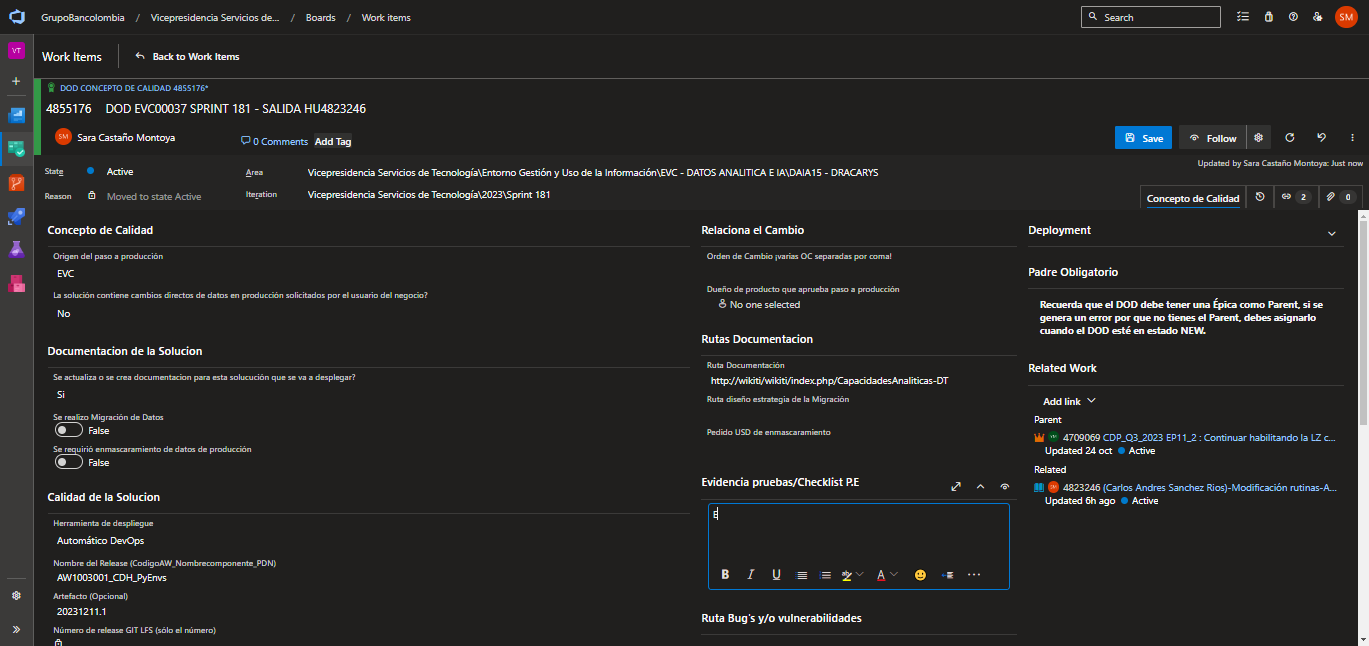 GrupoBancolombia / Vicepresidencia Servicios de... / Boards / Work items
Search
SM
VT
Work Items
Back to Work Items
DOD CONCEPTO DE CALIDAD 4855176*
4855176 DOD EVC00037 SPRINT 181 - SALIDA HU4823246
SM Sara Castaño Montoya
0 Comments Add Tag
Save
Follow
Updated by Sara Castaño Montoya: Just now
State Active
Area Vicepresidencia Servicios de Tecnología\Entorno Gestión y Uso de la Información\EVC - DATOS ANALITICA E IA\DAIA15 - DRACARYS
Reason Moved to state Active
Iteration Vicepresidencia Servicios de Tecnología\2023\Sprint 181
Concepto de Calidad
2
0
Concepto de Calidad
Origen del paso a producción
EVC
La solución contiene cambios directos de datos en producción solicitados por el usuario del negocio?
No
Documentacion de la Solucion
Se actualiza o se crea documentacion para esta solucución que se va a desplegar?
Si
Se realizo Migración de Datos
False
Se requirió enmascaramiento de datos de producción
False
Calidad de la Solucion
Herramienta de despliegue
Automático DevOps
Nombre del Release (CodigoAW_Nombrecomponente_PDN)
AW1003001_CDH_PyEnvs
Artefacto (Opcional)
20231211.1
Número de release GIT LFS (sólo el número)
Relaciona el Cambio
Orden de Cambio ¡varias OC separadas por coma!
Dueño de producto que aprueba paso a producción
No one selected
Rutas Documentacion
Ruta Documentación
http://wikiti/wikiti/index.php/CapacidadesAnaliticas-DT
Ruta diseño estrategia de la Migración
Pedido USD de enmascaramiento
Evidencia pruebas/Checklist P.E
E
B I U A
Ruta Bug's y/o vulnerabilidades
Deployment
Padre Obligatorio
Recuerda que el DOD debe tener una Épica como Parent, si se
genera un error por que no tienes el Parent, debes asignarlo
cuando el DOD esté en estado NEW.
Related Work
Add link
Parent
4709069 CDP_Q3_2023 EP11_2 : Continuar habilitando la LZ c...
Updated 24 oct Active
Related
SM 4823246 (Carlos Andres Sanchez Rios)-Modificación rutinas-A...
Updated 6h ago Active